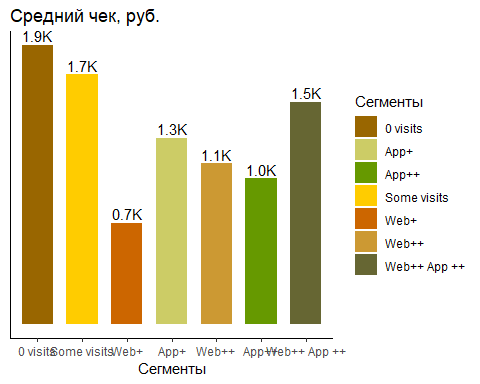 Средний чек, руб.
1.9K
1.7K
0.7K
1.3K
1.1K
1.0K
1.5K
0 visits Some visits Web+ App+ Web++ App++ Web++ App ++
Сегменты
Сегменты
0 visits
App+
App++
Some visits
Web+
Web++
Web++ App ++